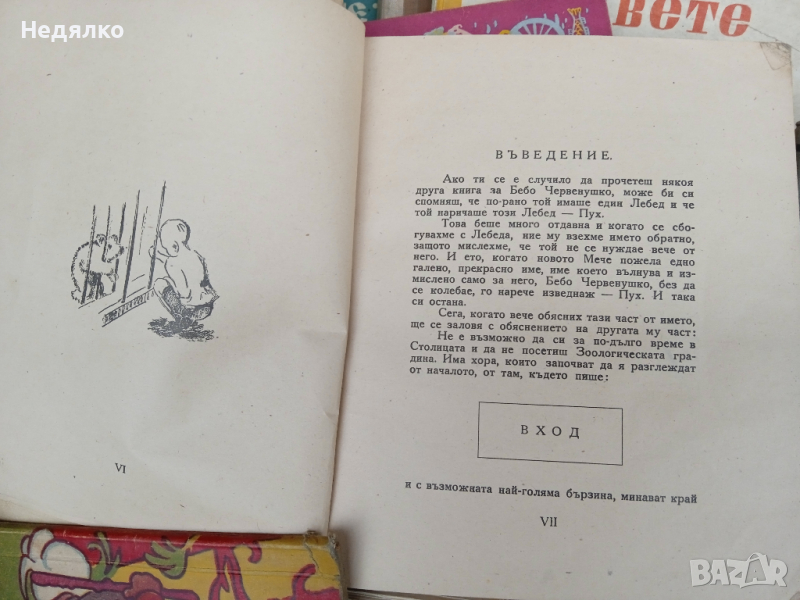 Недялко
вете
ВЪВЕДЕНИЕ.
Ако ти се е случило да прочетеш някоя
друга книга за Бебо Червенушко, може би си
спомняш, че по-рано той имаше един Лебед и че
той наричаше този Лебед — Пух.
Това беше много отдавна и когато се сбо-
гувахме с Лебеда, ние му взехме името обратно,
защото мислехме, че той не се нуждае вече от
него. И ето, когато новото Мече пожела едно
галено, прекрасно име, име което вълнува и из-
мислено само за него, Бебо Червенушко, без да
се колебае, го нарече изведнаж — Пух. И така
си остана.
Сега, когато вече обясних тази част от името,
ще се заловя с обяснението на другата му част:
Не е възможно да си за по-дълго време в
Столицата и да не посетиш Зоологическата гра-
дина. Има хора, които започват да я разглеждат
от началото, от там, където пише:
ВХОД
и с възможната най-голяма бързина, минават край
VI
VII
BAZAR